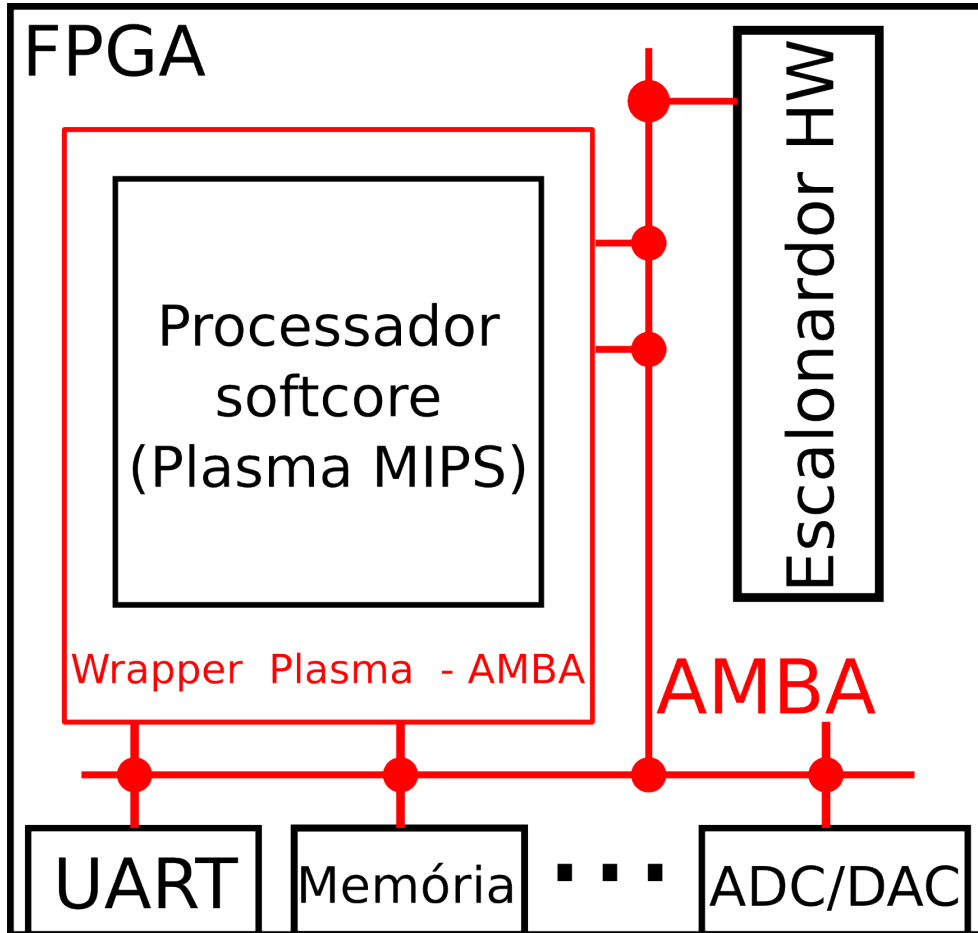 FPGA
Escalonardor HW
Processador
softcore
(Plasma MIPS)
Wrapper Plasma - AMBA
AMBA
UART
Memória
...
ADC/DAC